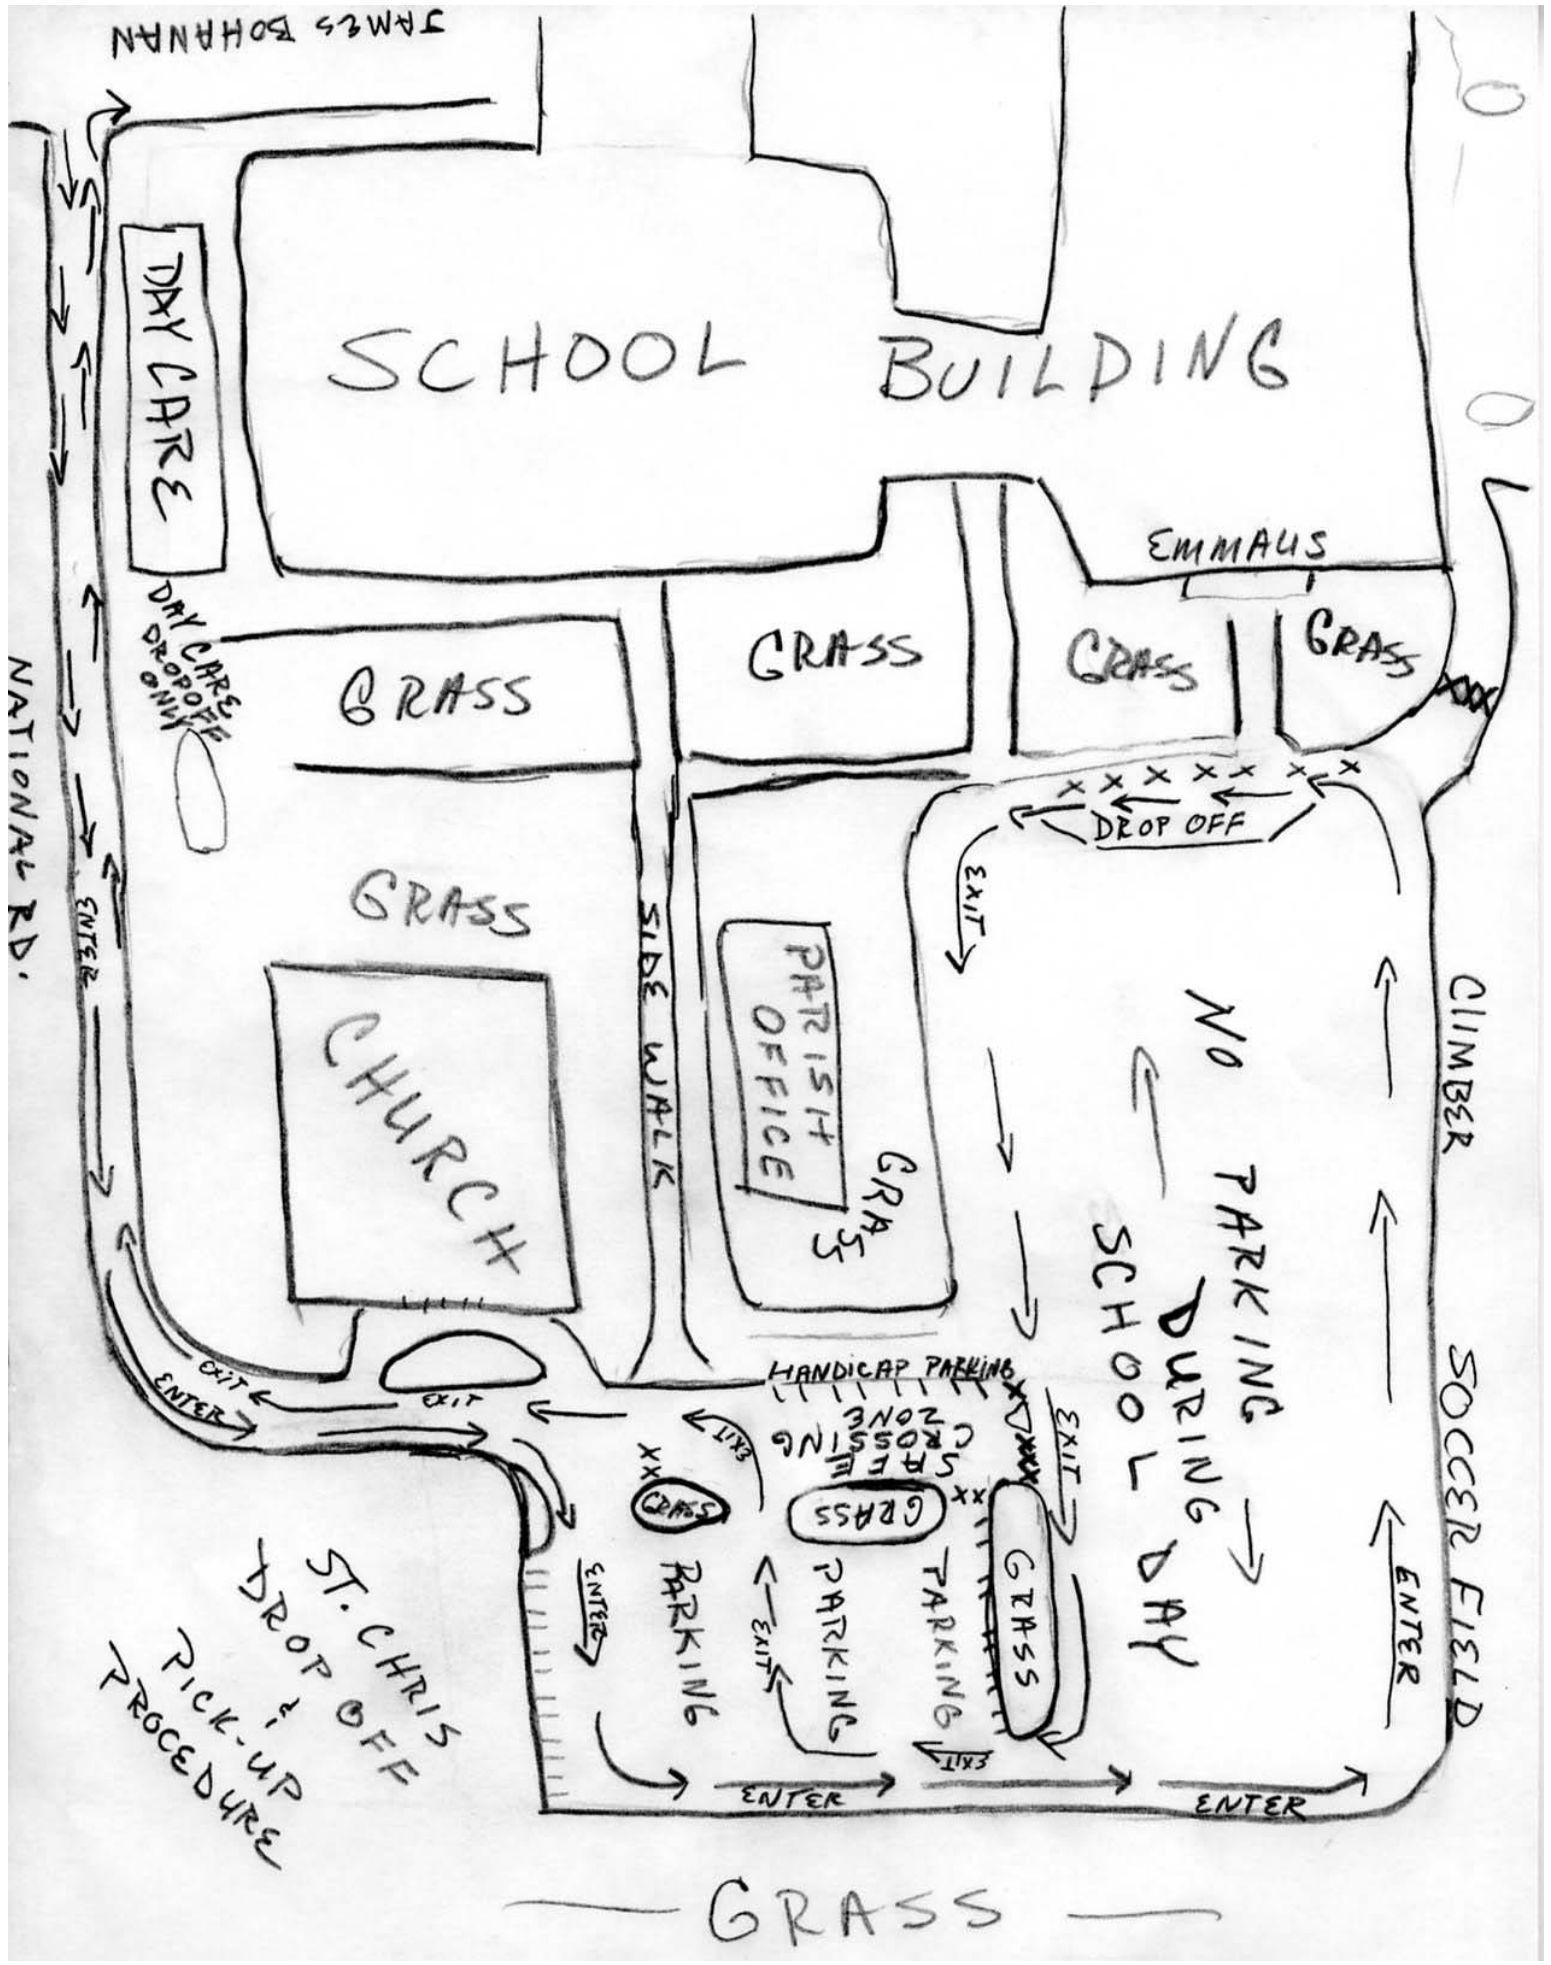 JAMES BOHANAN
DAY CARE
SCHOOL BUILDING
EMMAUS
DAY CARE
DROP OFF
ONLY
GRASS
GRASS
GRASS
GRASS
NATIONAL RD.
DROP OFF
EXIT
ENTER
GRASS
SIDE WALK
PARISH
OFFICE
GRASS
CHURCH
NO PARKING
DURING
SCHOOL DAY
CLIMBER
SOCCER FIELD
HANDICAP PARKING
SAFE
CROSSING
ZONE
EXIT
ENTER
EXIT
EXIT
EXIT
GRASS
GRASS
GRASS
ENTER
PARKING
EXIT
PARKING
PARKING
ENTER
EXIT
ENTER
ENTER
ST. CHRIS
DROP OFF
&
PICK-UP
PROCEDURE
GRASS